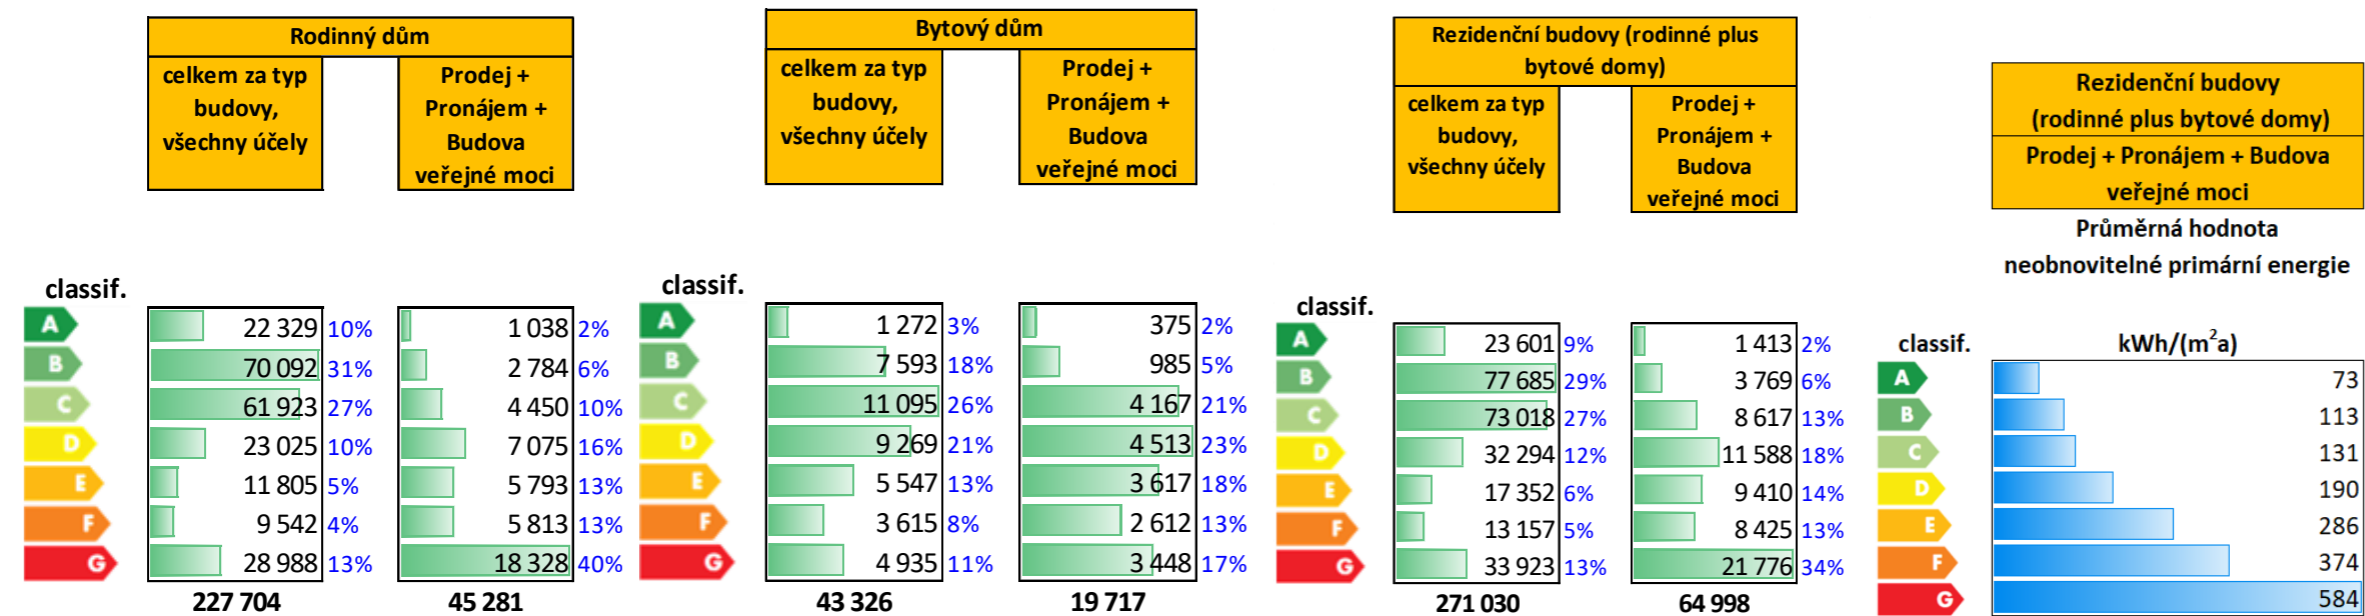 Rodinný dům
celkem za typ
budovy,
všechny účely
Prodej +
Pronájem +
Budova
veřejné moci
classif.
A 22 329 10% 1 038 2%
B 70 092 31% 2 784 6%
C 61 923 27% 4 450 10%
D 23 025 10% 7 075 16%
E 11 805 5% 5 793 13%
F 9 542 4% 5 813 13%
G 28 988 13% 18 328 40%
227 704 45 281
Bytový dům
celkem za typ
budovy,
všechny účely
Prodej +
Pronájem +
Budova
veřejné moci
classif.
A 1 272 3% 375 2%
B 7 593 18% 985 5%
C 11 095 26% 4 167 21%
D 9 269 21% 4 513 23%
E 5 547 13% 3 617 18%
F 3 615 8% 2 612 13%
G 4 935 11% 3 448 17%
43 326 19 717
Rezidenční budovy (rodinné plus
bytové domy)
celkem za typ
budovy,
všechny účely
Prodej +
Pronájem +
Budova
veřejné moci
classif.
A 23 601 9% 1 413 2%
B 77 685 29% 3 769 6%
C 73 018 27% 8 617 13%
D 32 294 12% 11 588 18%
E 17 352 6% 9 410 14%
F 13 157 5% 8 425 13%
G 33 923 13% 21 776 34%
271 030 64 998
Rezidenční budovy
(rodinné plus bytové domy)
Prodej + Pronájem + Budova
veřejné moci
Průměrná hodnota
neobnovitelné primární energie
classif. kWh/(m²a)
A 73
B 113
C 131
D 190
E 286
F 374
G 584